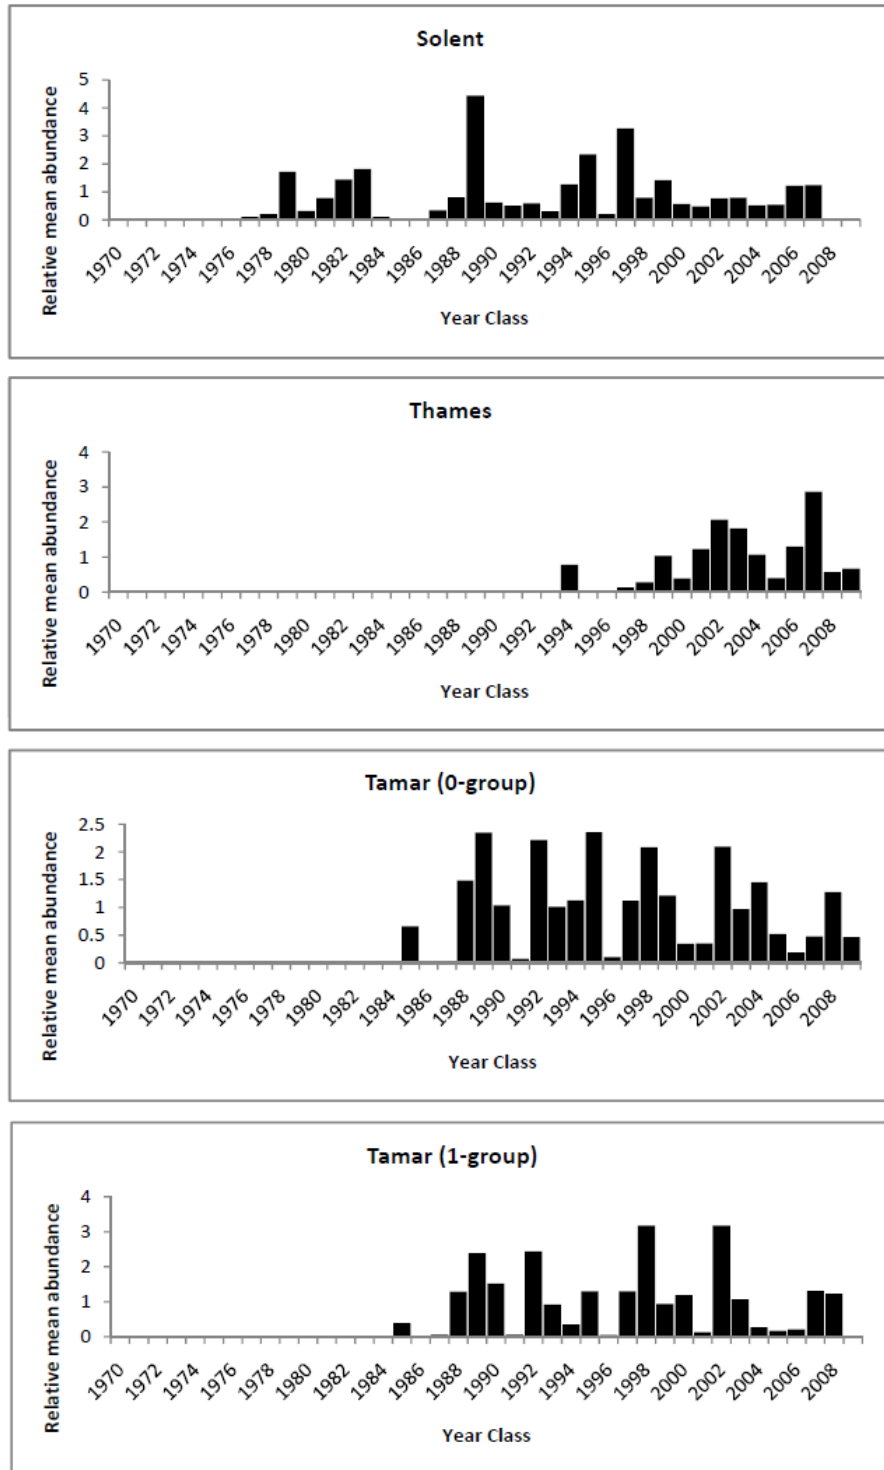 Solent
Relative mean abundance
5
4
3
2
1
0
1970 1972 1974 1976 1978 1980 1982 1984 1986 1988 1990 1992 1994 1996 1998 2000 2002 2004 2006 2008
Year Class
Thames
Relative mean abundance
4
3
2
1
0
1970 1972 1974 1976 1978 1980 1982 1984 1986 1988 1990 1992 1994 1996 1998 2000 2002 2004 2006 2008
Year Class
Tamar (0-group)
Relative mean abundance
2.5
2
1.5
1
0.5
0
1970 1972 1974 1976 1978 1980 1982 1984 1986 1988 1990 1992 1994 1996 1998 2000 2002 2004 2006 2008
Year Class
Tamar (1-group)
Relative mean abundance
4
3
2
1
0
1970 1972 1974 1976 1978 1980 1982 1984 1986 1988 1990 1992 1994 1996 1998 2000 2002 2004 2006 2008
Year Class